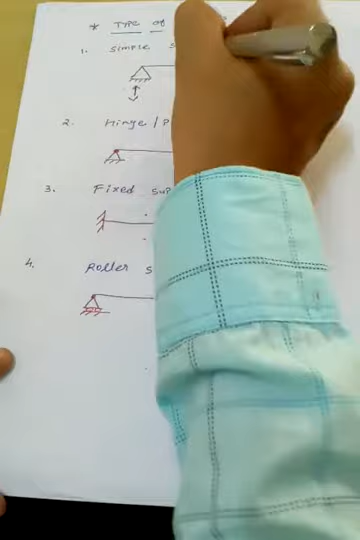 * TYPE of
1. Simple S
2. Hinge / P
3. Fixed Sup
4. Roller S